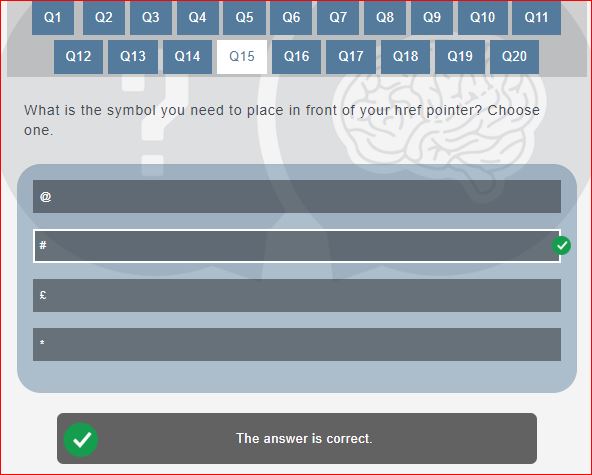 Q1 Q2 Q3 Q4 Q5 Q6 Q7 Q8 Q9 Q10 Q11
Q12 Q13 Q14 Q15 Q16 Q17 Q18 Q19 Q20
What is the symbol you need to place in front of your href pointer? Choose
one.
@
#
£
*
The answer is correct.